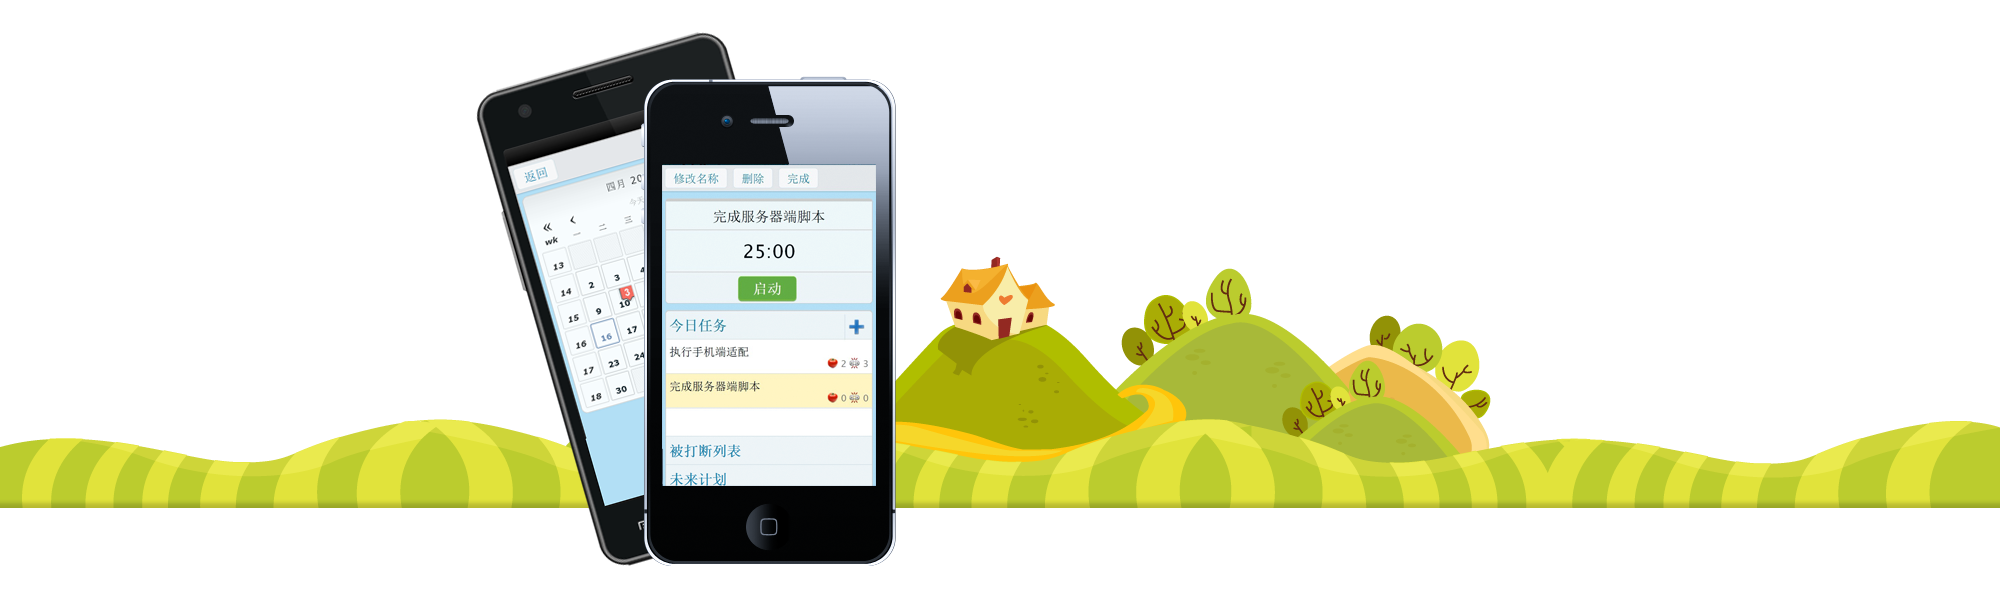 返回
四月 20
今天
« ‹
wk 一 二 三
13
14 2 3 4
15 9 10 3
16 16 17
17 23 24
18 30
修改名称 删除 完成
完成服务器端脚本
25:00
启动
今日任务
执行手机端适配
2 3
完成服务器端脚本
0 0
被打断列表
未来计划